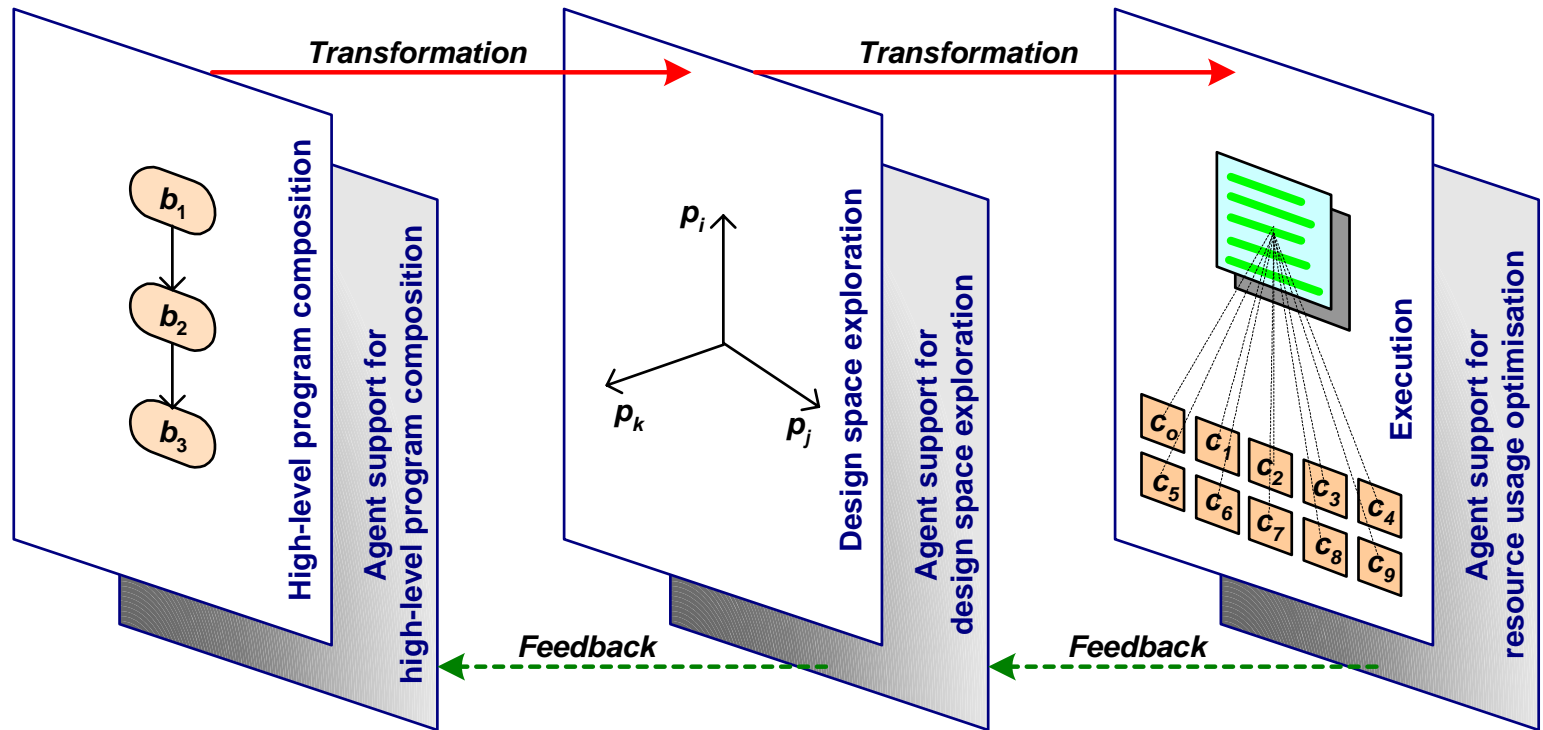 Transformation
Transformation
b1
b2
b3
High-level program composition
Agent support for
high-level program composition
pi
pk
pj
Design space exploration
Agent support for
design space exploration
co
c1
c2
c3
c4
c5
c6
c7
c8
c9
Execution
Agent support for
resource usage optimisation
Feedback
Feedback